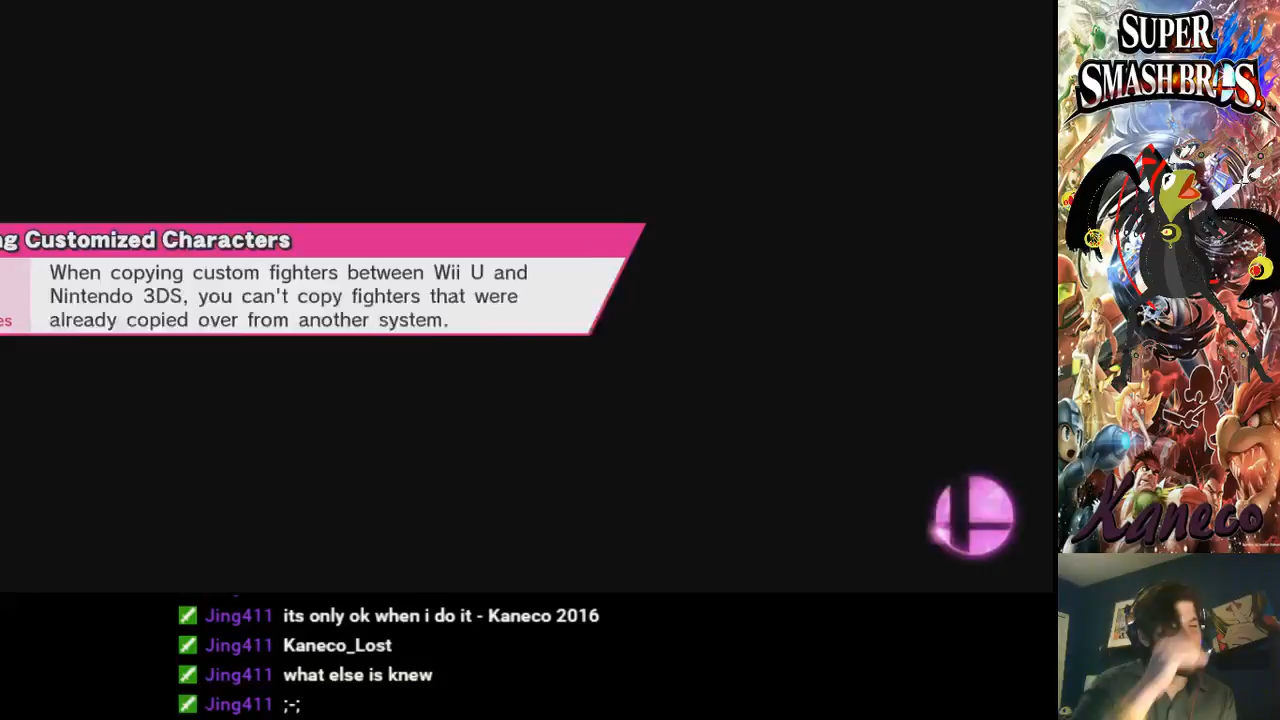 SUPER
SMASH BROS.
ng Customized Characters
When copying custom fighters between Wii U and
Nintendo 3DS, you can't copy fighters that were
es already copied over from another system.
Kaneco
Jing411 its only ok when i do it - Kaneco 2016
Jing411 Kaneco_Lost
Jing411 what else is knew
Jing411 ;-;